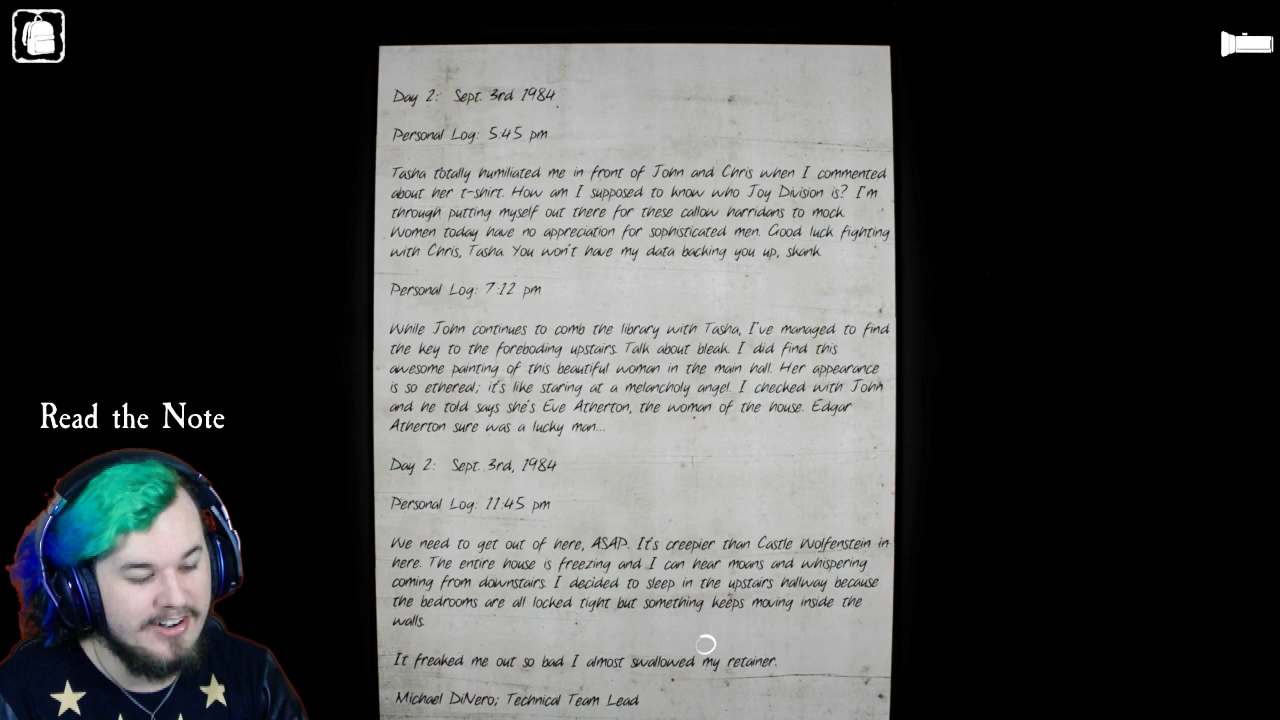 Day 2: Sept. 3rd 1984
Personal Log: 5:45 pm
Tasha totally humiliated me in front of John and Chris when I commented
about her t-shirt. How am I supposed to know who Joy Division is? I'm
through putting myself out there for these callow harridans to mock.
Women today have no appreciation for sophisticated men. Good luck fighting
with Chris, Tasha. You won't have my data backing you up, skank.
Personal Log: 7:12 pm
While John continues to comb the library with Tasha, I've managed to find
the key to the foreboding upstairs. Talk about bleak. I did find this
awesome painting of this beautiful woman in the main hall. Her appearance
is so ethereal; it's like staring at a melancholy angel. I checked with John
and he told says she's Eve Atherton, the woman of the house. Edgar
Atherton sure was a lucky man...
Day 2: Sept. 3rd, 1984
Personal Log: 11:45 pm
We need to get out of here, ASAP. It's creepier than Castle Wolfenstein in
here. The entire house is freezing and I can hear moans and whispering
coming from downstairs. I decided to sleep in the upstairs hallway because
the bedrooms are all locked tight but something keeps moving inside the
walls.
It freaked me out so bad I almost swallowed my retainer.
Michael DiNero; Technical Team Lead
Read the Note